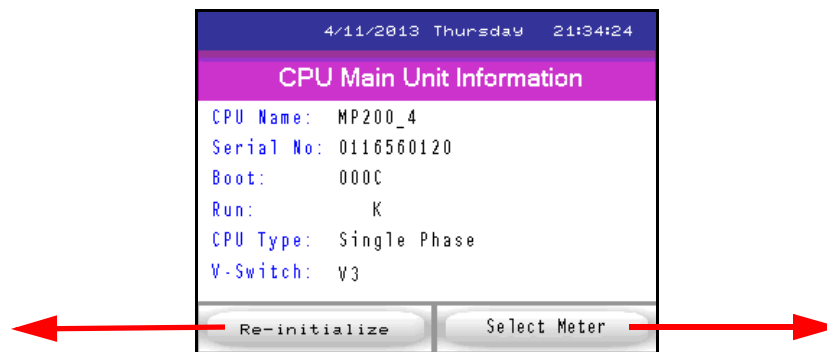 4/11/2013 Thursday 21:34:24
CPU Main Unit Information
CPU Name: MP200_4
Serial No: 0116560120
Boot: 000C
Run: K
CPU Type: Single Phase
V-Switch: V3
Re-initialize Select Meter